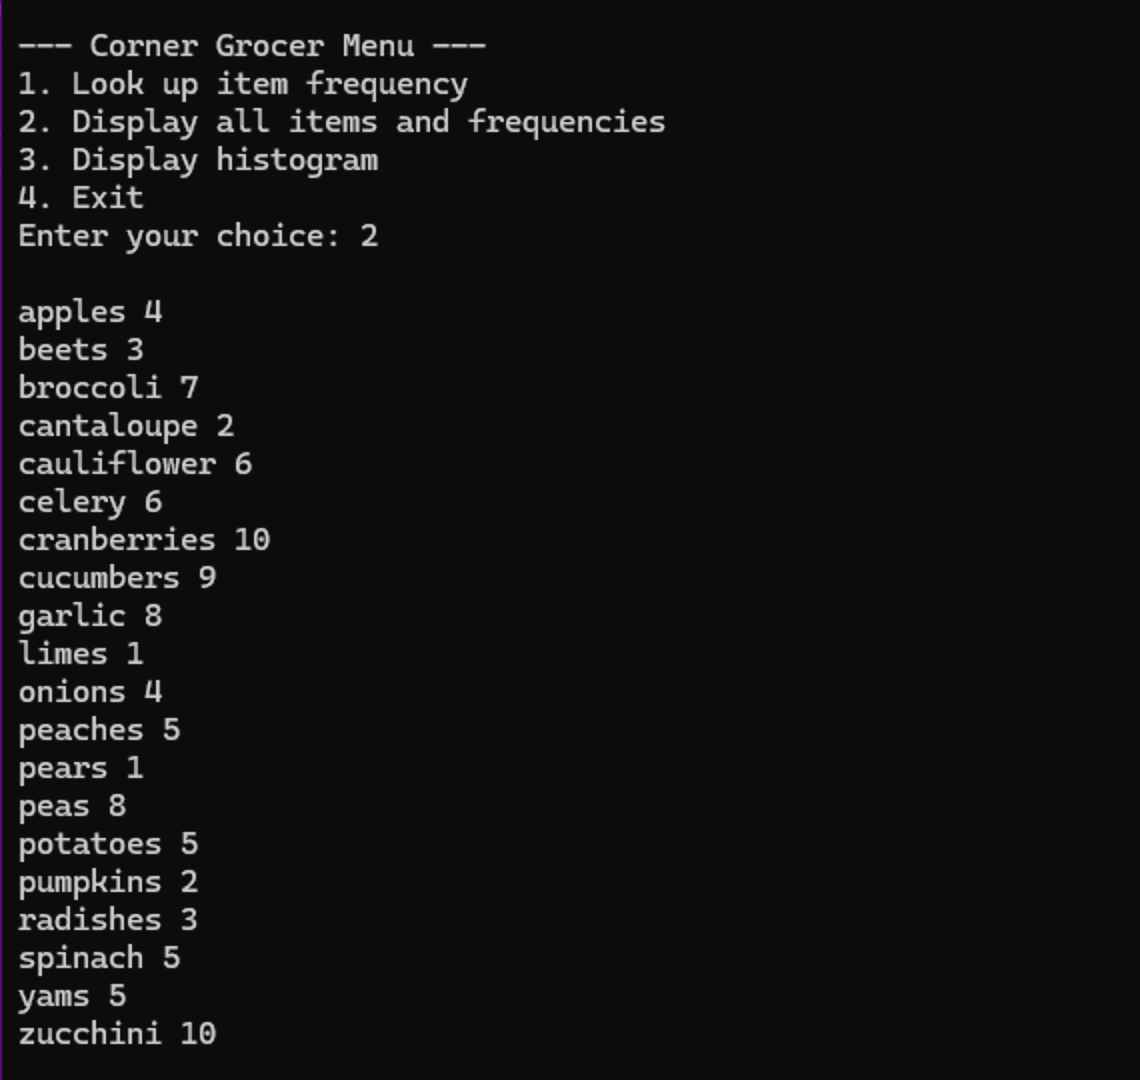 --- Corner Grocer Menu ---
1. Look up item frequency
2. Display all items and frequencies
3. Display histogram
4. Exit
Enter your choice: 2
apples 4
beets 3
broccoli 7
cantaloupe 2
cauliflower 6
celery 6
cranberries 10
cucumbers 9
garlic 8
limes 1
onions 4
peaches 5
pears 1
peas 8
potatoes 5
pumpkins 2
radishes 3
spinach 5
yams 5
zucchini 10